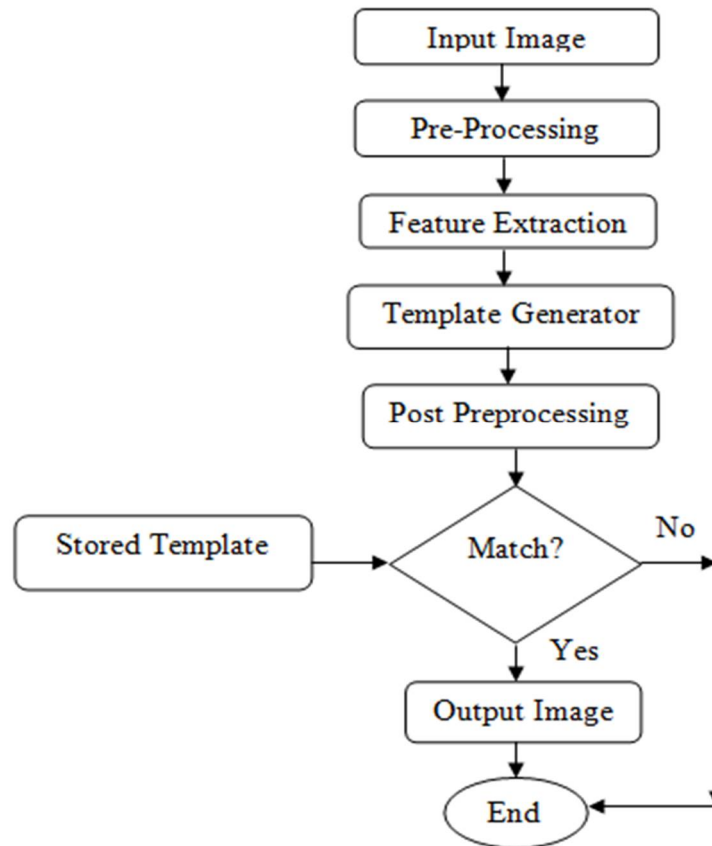 Input Image
Pre-Processing
Feature Extraction
Template Generator
Post Preprocessing
Stored Template
Match?
No
Yes
Output Image
End